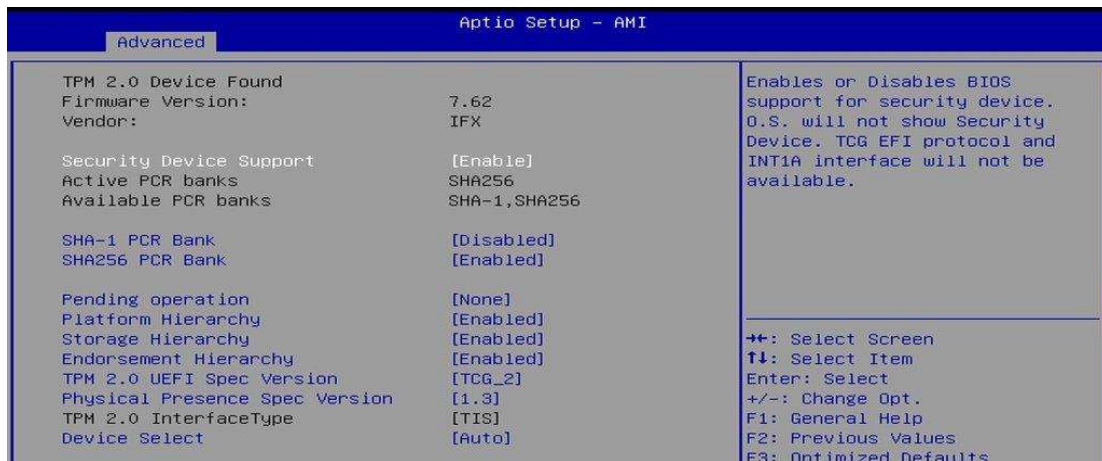 Aptio Setup - AMI
Advanced
TPM 2.0 Device Found
Firmware Version: 7.62
Vendor: IFX
Security Device Support [Enable]
Active PCR banks SHA256
Available PCR banks SHA-1,SHA256
SHA-1 PCR Bank [Disabled]
SHA256 PCR Bank [Enabled]
Pending operation [None]
Platform Hierarchy [Enabled]
Storage Hierarchy [Enabled]
Endorsement Hierarchy [Enabled]
TPM 2.0 UEFI Spec Version [TCG_2]
Physical Presence Spec Version [1.3]
TPM 2.0 InterfaceType [TIS]
Device Select [Auto]
Enables or Disables BIOS
support for security device.
O.S. will not show Security
Device. TCG EFI protocol and
INT1A interface will not be
available.
→←: Select Screen
↑↓: Select Item
Enter: Select
+/-: Change Opt.
F1: General Help
F2: Previous Values
F3: Optimized Defaults